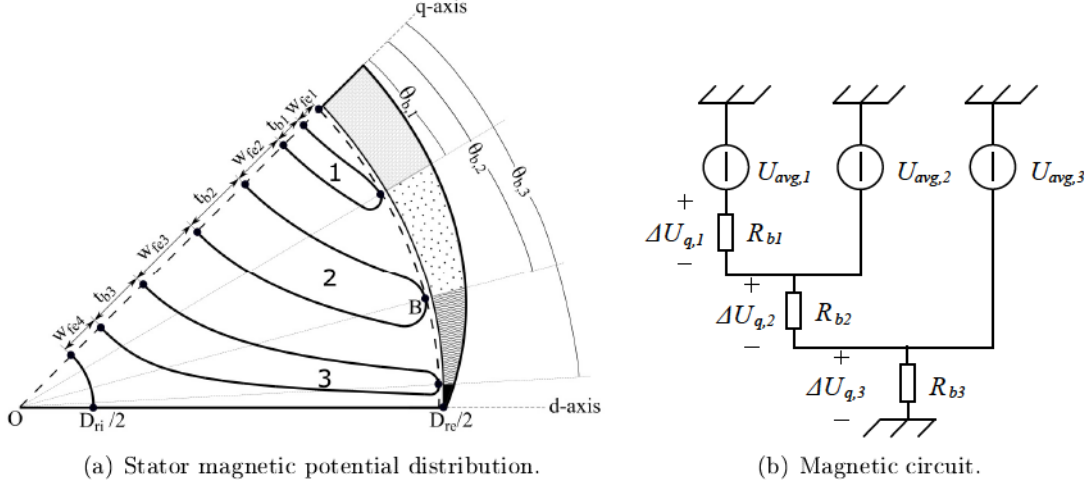 q-axis
θb,1
θb,2
θb,3
wfe1
tb1
wfe2
tb2
wfe3
tb3
wfe4
1
2
B
3
O
Dri/2
Dre/2
d-axis
(a) Stator magnetic potential distribution.
Uavg,1
Uavg,2
Uavg,3
+
ΔUq,1
−
Rb1
+
ΔUq,2
−
Rb2
+
ΔUq,3
−
Rb3
(b) Magnetic circuit.